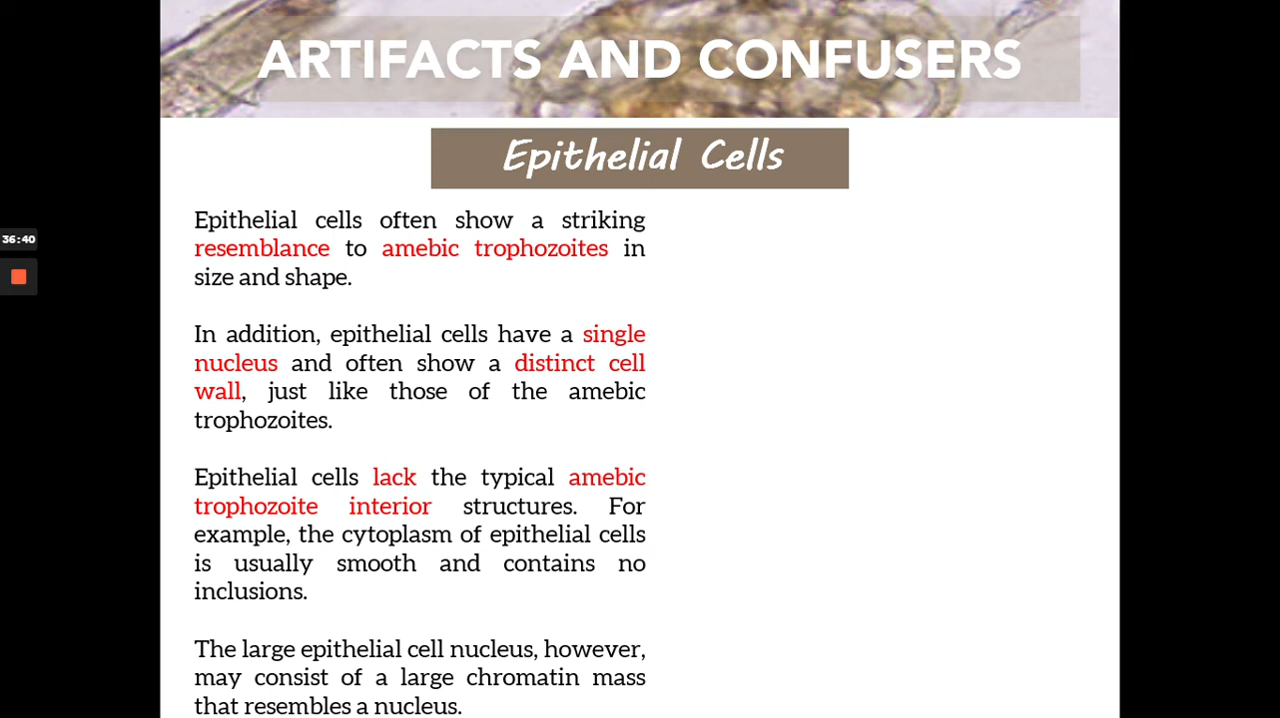 ARTIFACTS AND CONFUSERS
Epithelial Cells
Epithelial cells often show a striking
resemblance to amebic trophozoites in
size and shape.
In addition, epithelial cells have a single
nucleus and often show a distinct cell
wall, just like those of the amebic
trophozoites.
Epithelial cells lack the typical amebic
trophozoite interior structures. For
example, the cytoplasm of epithelial cells
is usually smooth and contains no
inclusions.
The large epithelial cell nucleus, however,
may consist of a large chromatin mass
that resembles a nucleus.
36:40